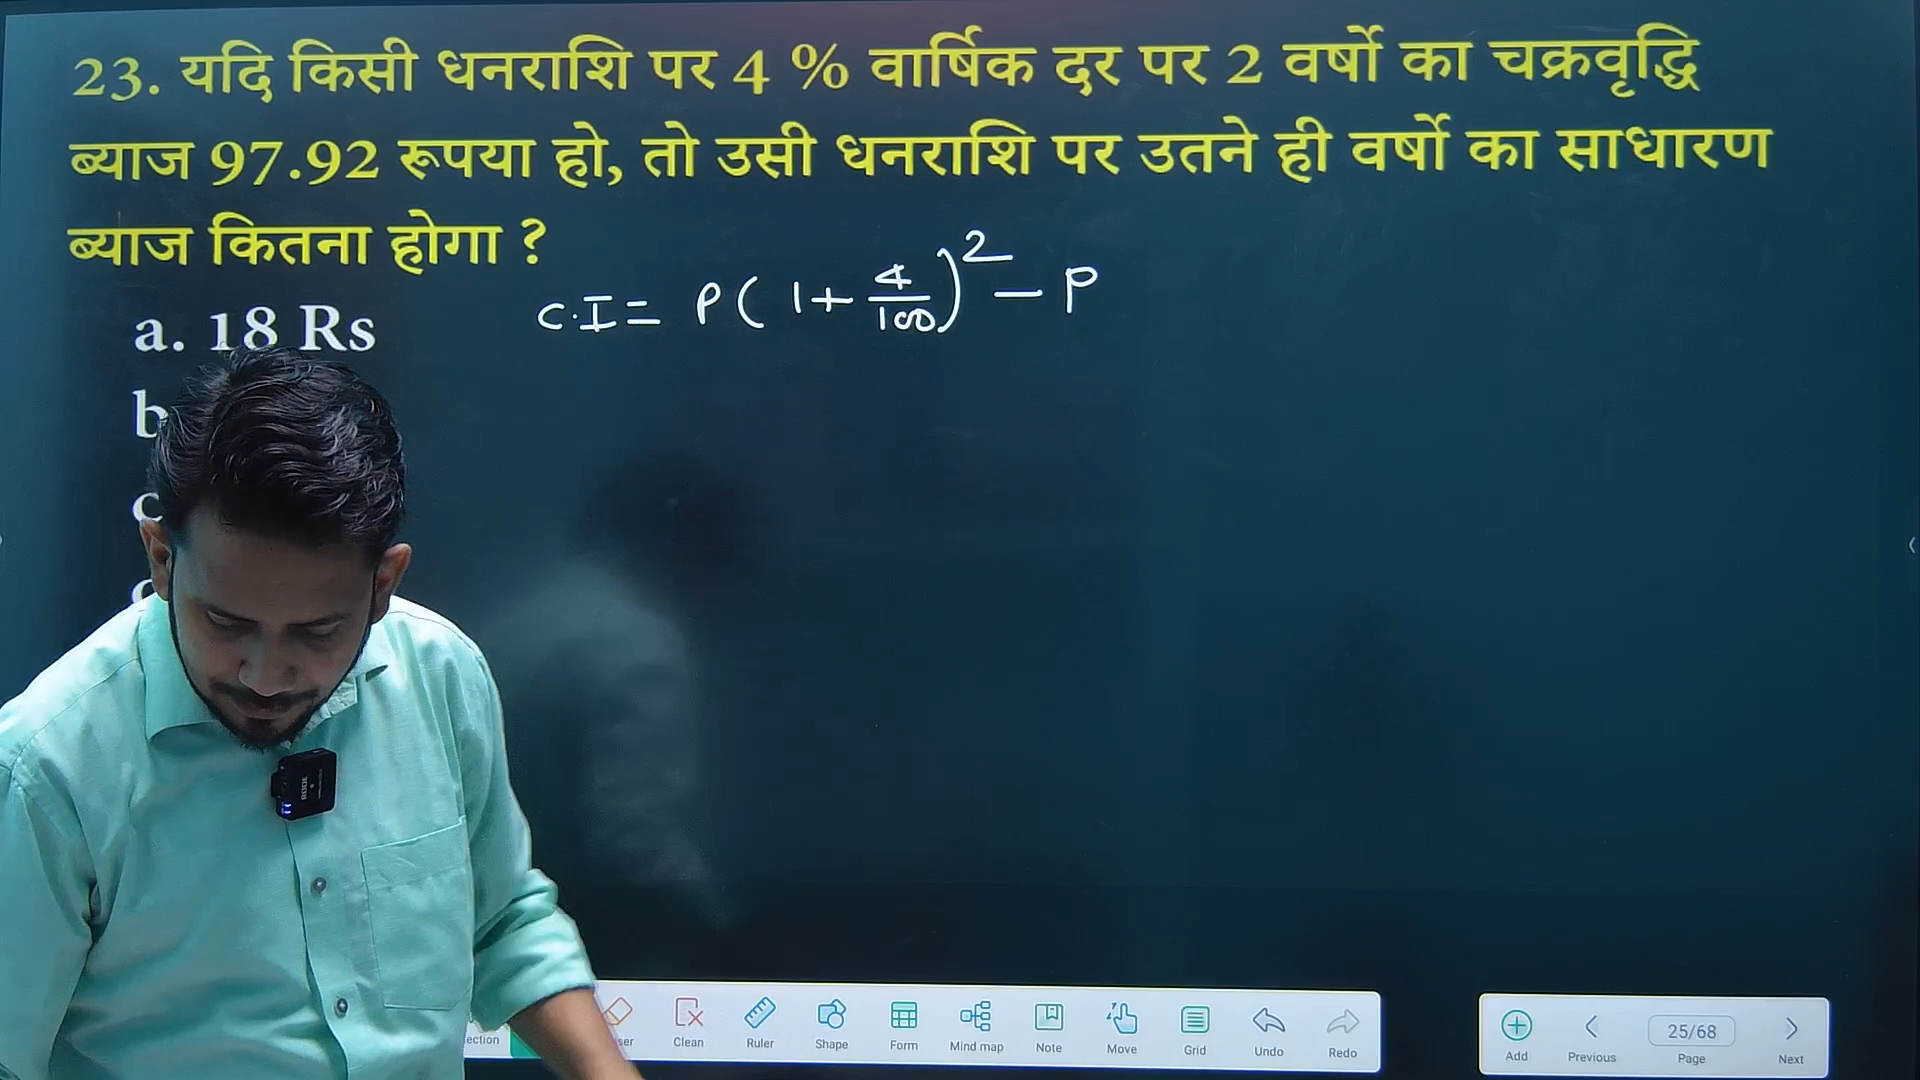 23. यदि किसी धनराशि पर 4 % वार्षिक दर पर 2 वर्षो का चक्रवृद्धि
ब्याज 97.92 रूपया हो, तो उसी धनराशि पर उतने ही वर्षो का साधारण
ब्याज कितना होगा ?
C.I = P(1+4/100)^2 - P
a. 18 Rs
b
c
RODE
Clean
Ruler
Shape
Form
Mind map
Note
Move
Grid
Undo
Redo
Add
Previous
25/68
Page
Next